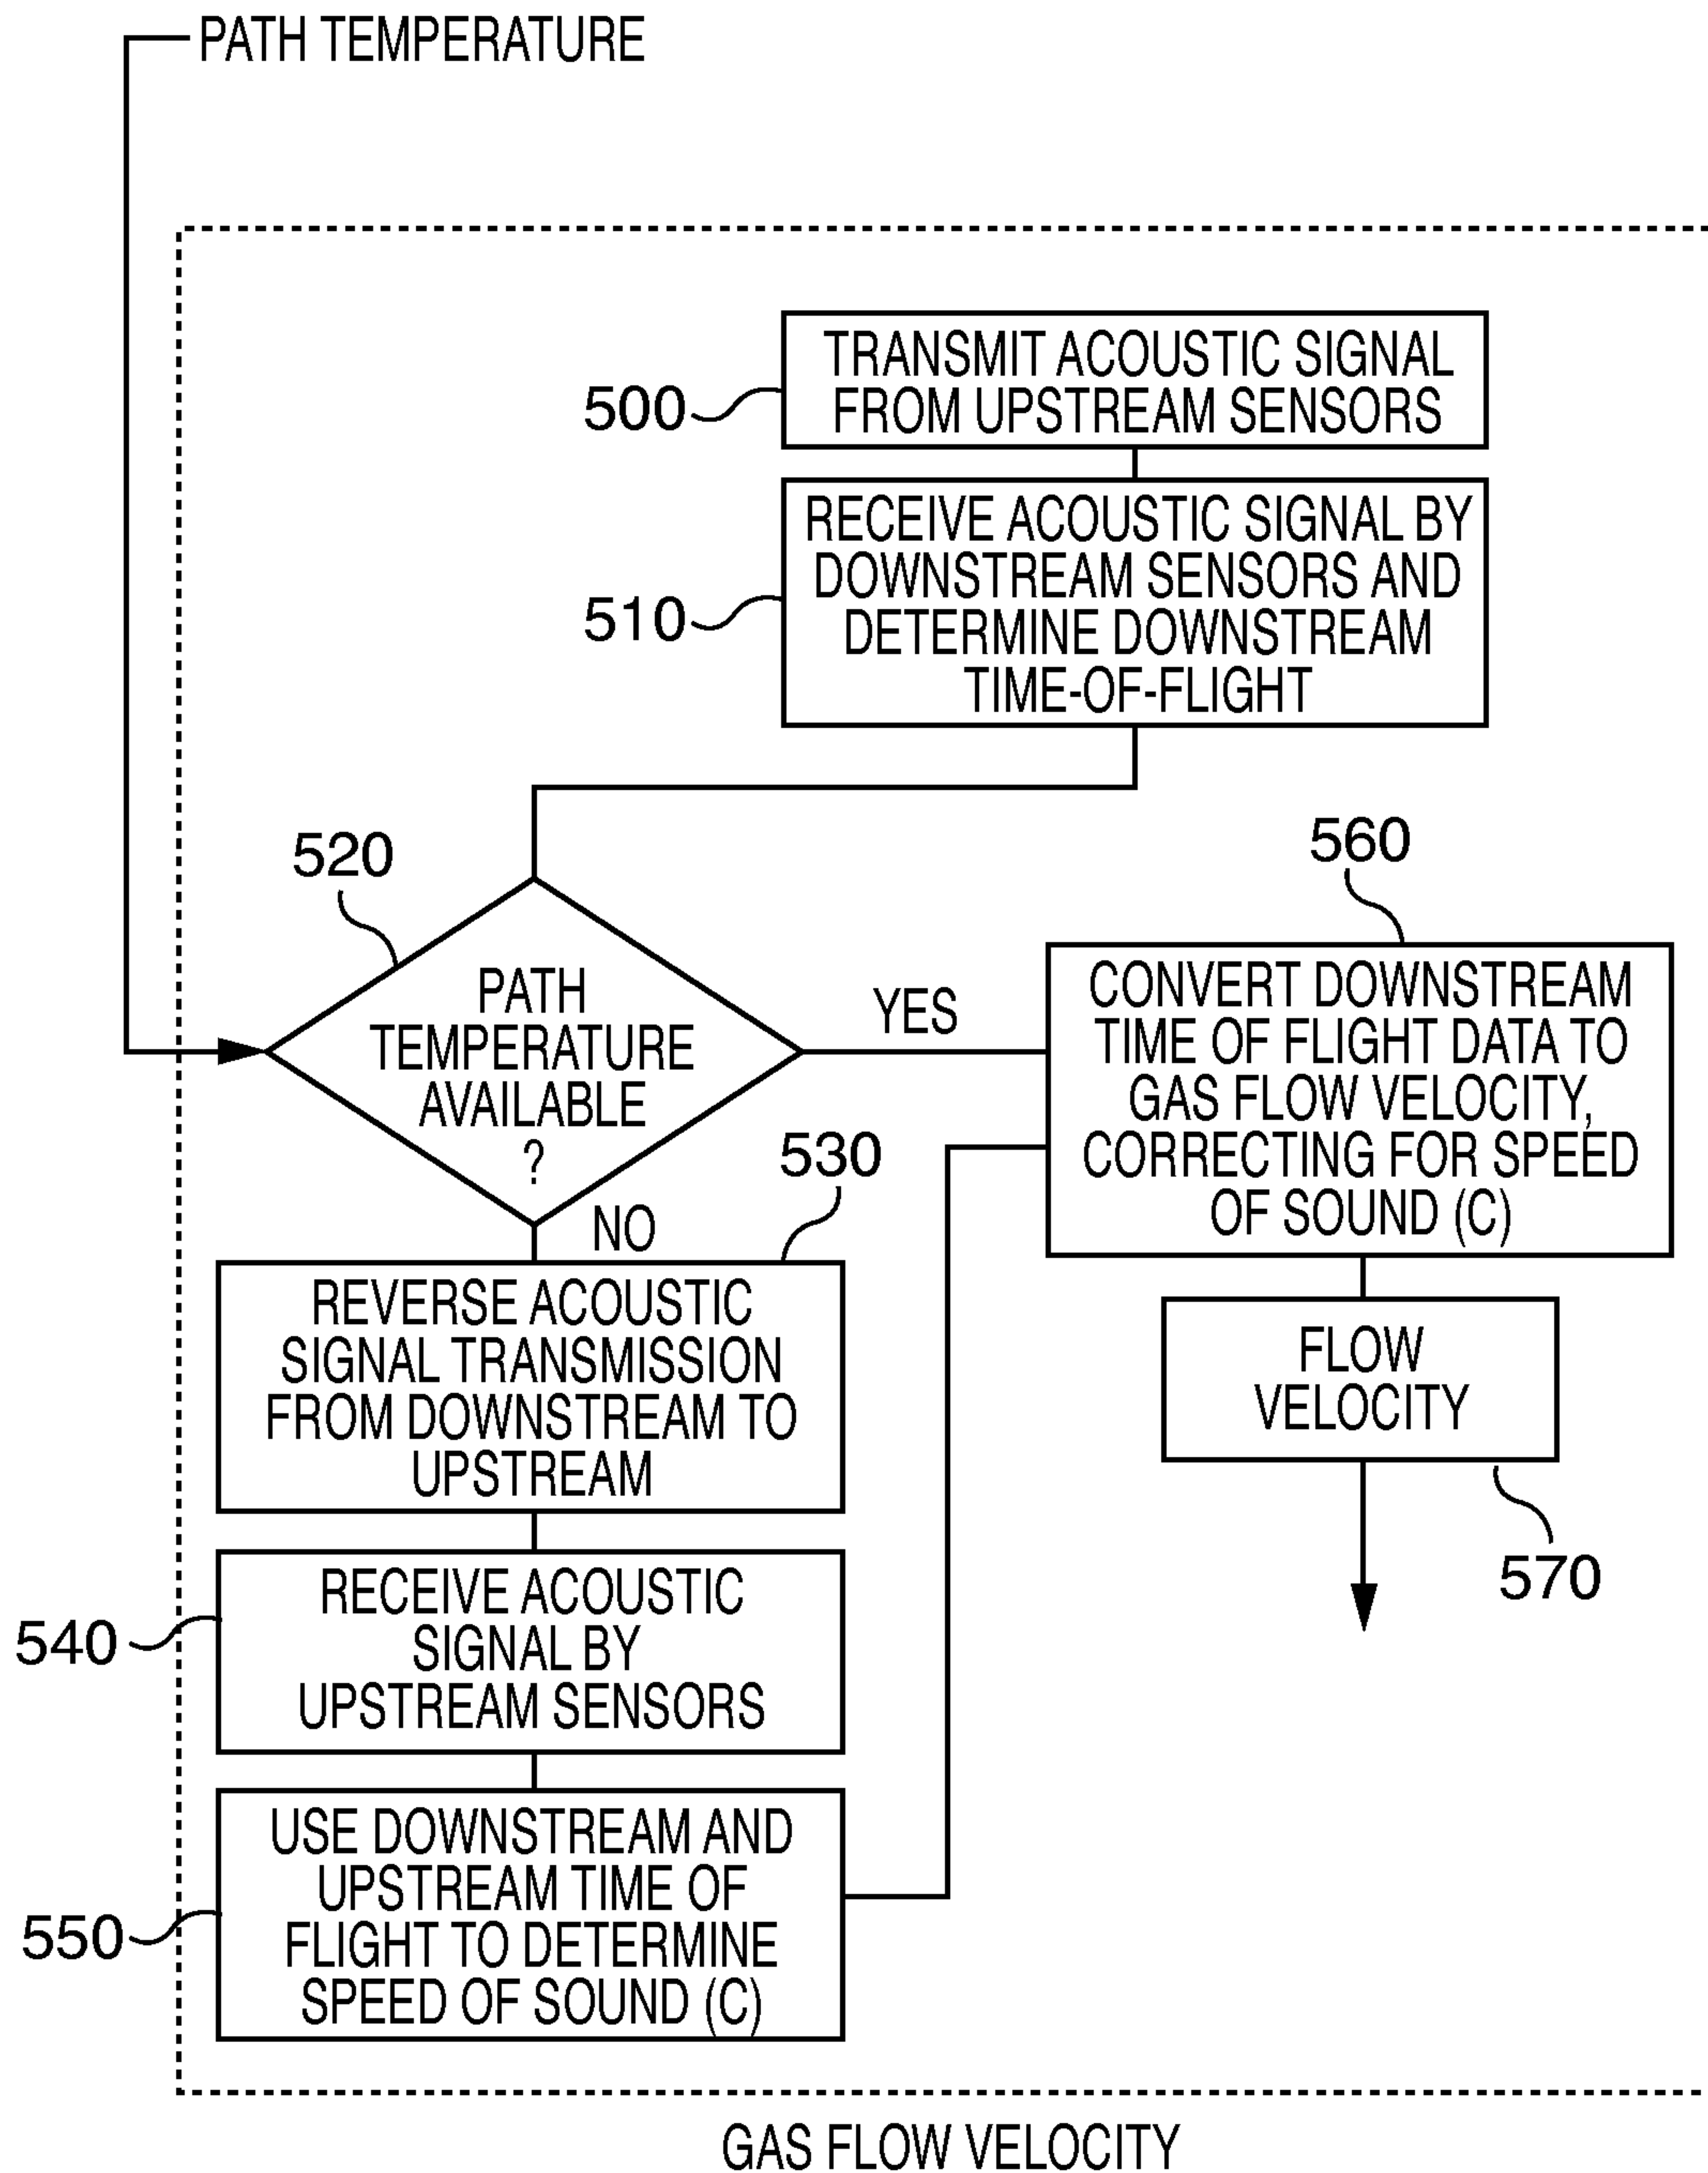 PATH TEMPERATURE
TRANSMIT ACOUSTIC SIGNAL
FROM UPSTREAM SENSORS
500
RECEIVE ACOUSTIC SIGNAL BY
DOWNSTREAM SENSORS AND
DETERMINE DOWNSTREAM
TIME-OF-FLIGHT
510
520
PATH
TEMPERATURE
AVAILABLE
?
YES
NO
560
CONVERT DOWNSTREAM
TIME OF FLIGHT DATA TO
GAS FLOW VELOCITY,
CORRECTING FOR SPEED
OF SOUND (C)
530
REVERSE ACOUSTIC
SIGNAL TRANSMISSION
FROM DOWNSTREAM TO
UPSTREAM
FLOW
VELOCITY
570
540
RECEIVE ACOUSTIC
SIGNAL BY
UPSTREAM SENSORS
550
USE DOWNSTREAM AND
UPSTREAM TIME OF
FLIGHT TO DETERMINE
SPEED OF SOUND (C)
GAS FLOW VELOCITY